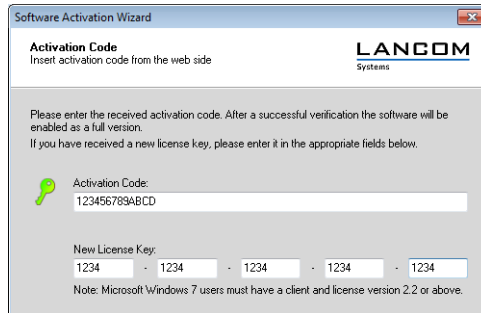 Software Activation Wizard
Activation Code
Insert activation code from the web side
LANCOM
Systems
Please enter the received activation code. After a successful verification the software will be
enabled as a full version.
If you have received a new license key, please enter it in the appropriate fields below.
Activation Code:
123456789ABCD
New License Key:
1234 - 1234 - 1234 - 1234 - 1234
Note: Microsoft Windows 7 users must have a client and license version 2.2 or above.